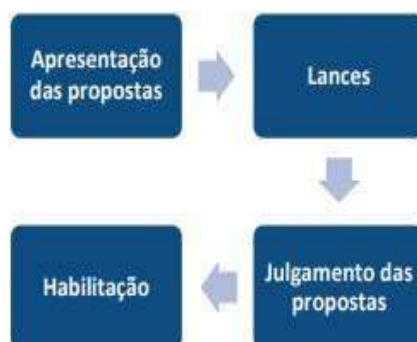 Apresentação
das propostas
Lances
Julgamento das
propostas
Habilitação